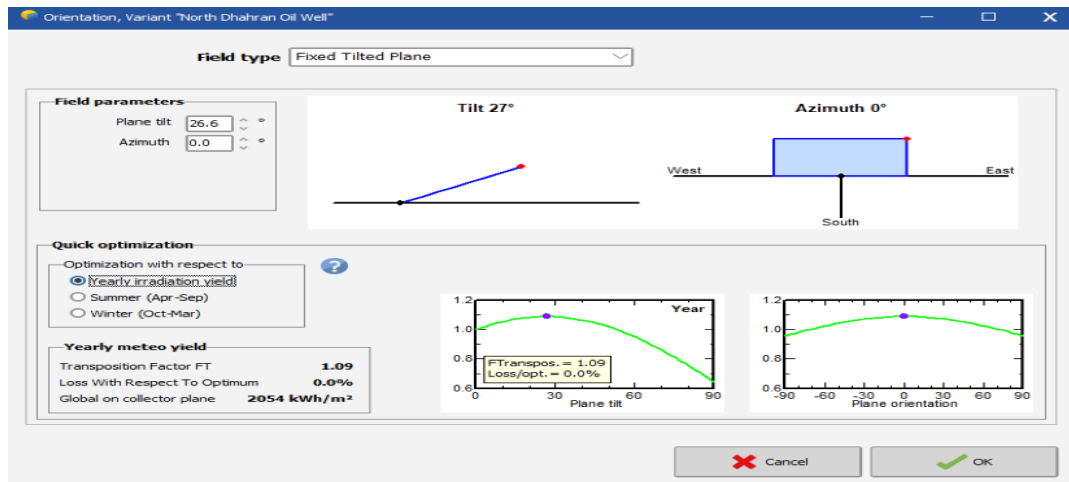 Orientation, Variant "North Dhahran Oil Well"
Field type Fixed Tilted Plane
Field parameters
Plane tilt 26.6 °
Azimuth 0.0 °
Tilt 27°
Azimuth 0°
West East
South
Quick optimization
Optimization with respect to
Yearly irradiation yield
Summer (Apr-Sep)
Winter (Oct-Mar)
?
Yearly meteo yield
Transposition Factor FT 1.09
Loss With Respect To Optimum 0.0%
Global on collector plane 2054 kWh/m²
1.2
1.0
0.8
0.6
Year
FTranspos. = 1.09
Loss/opt. = 0.0%
0 30 60 90
Plane tilt
1.2
1.0
0.8
0.6
-90 -60 -30 0 30 60 90
Plane orientation
Cancel
OK